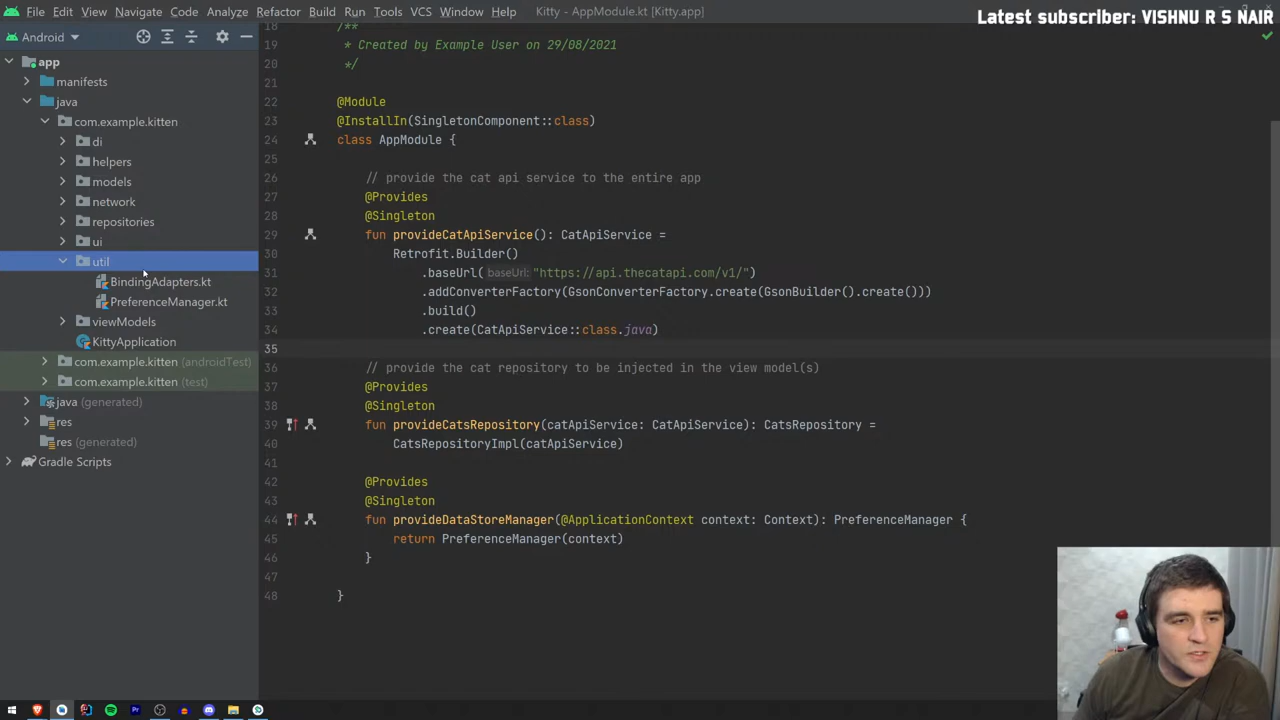 File Edit View Navigate Code Analyze Refactor Build Run Tools VCS Window Help Kitty - AppModule.kt [Kitty.app]
Latest subscriber: VISHNU R S NAIR
Android
app
manifests
java
com.example.kitten
di
helpers
models
network
repositories
ui
util
BindingAdapters.kt
PreferenceManager.kt
viewModels
KittyApplication
com.example.kitten (androidTest)
com.example.kitten (test)
java (generated)
res
res (generated)
Gradle Scripts
18 /**
19 * Created by Example User on 29/08/2021
20 */
21
22 @Module
23 @InstallIn(SingletonComponent::class)
24 class AppModule {
25
26 // provide the cat api service to the entire app
27 @Provides
28 @Singleton
29 fun provideCatApiService(): CatApiService =
30 Retrofit.Builder()
31 .baseUrl( baseUrl: "https://api.thecatapi.com/v1/")
32 .addConverterFactory(GsonConverterFactory.create(GsonBuilder().create()))
33 .build()
34 .create(CatApiService::class.java)
35
36 // provide the cat repository to be injected in the view model(s)
37 @Provides
38 @Singleton
39 fun provideCatsRepository(catApiService: CatApiService): CatsRepository =
40 CatsRepositoryImpl(catApiService)
41
42 @Provides
43 @Singleton
44 fun provideDataStoreManager(@ApplicationContext context: Context): PreferenceManager {
45 return PreferenceManager(context)
46 }
47
48 }